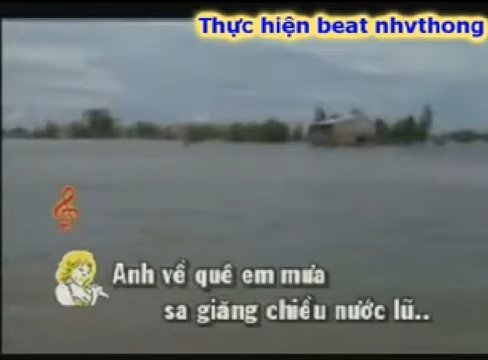 Thực hiện beat nhvthong
Anh về quê em mưa
sa giăng chiều nước lũ..